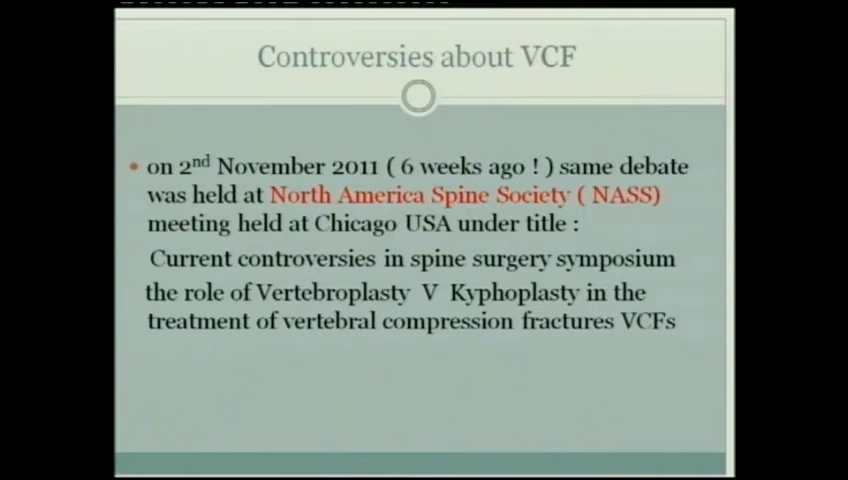 Controversies about VCF
• on 2nd November 2011 ( 6 weeks ago ! ) same debate
was held at North America Spine Society ( NASS)
meeting held at Chicago USA under title :
Current controversies in spine surgery symposium
the role of Vertebroplasty V Kyphoplasty in the
treatment of vertebral compression fractures VCFs